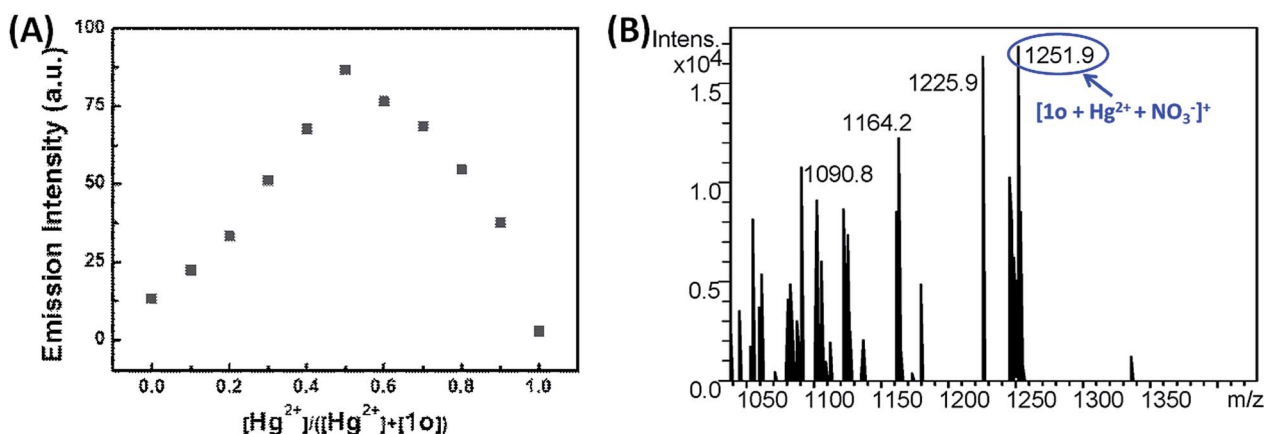 (A)
100
75
50
25
0
Emission Intensity (a.u.)
0.0 0.2 0.4 0.6 0.8 1.0
[Hg²⁺]/([Hg²⁺]+[1o])
(B)
Intens.
x10⁴
1.5
1.0
0.5
0.0
1251.9
1225.9
[1o + Hg²⁺ + NO₃⁻]⁺
1164.2
1090.8
1050 1100 1150 1200 1250 1300 1350 m/z